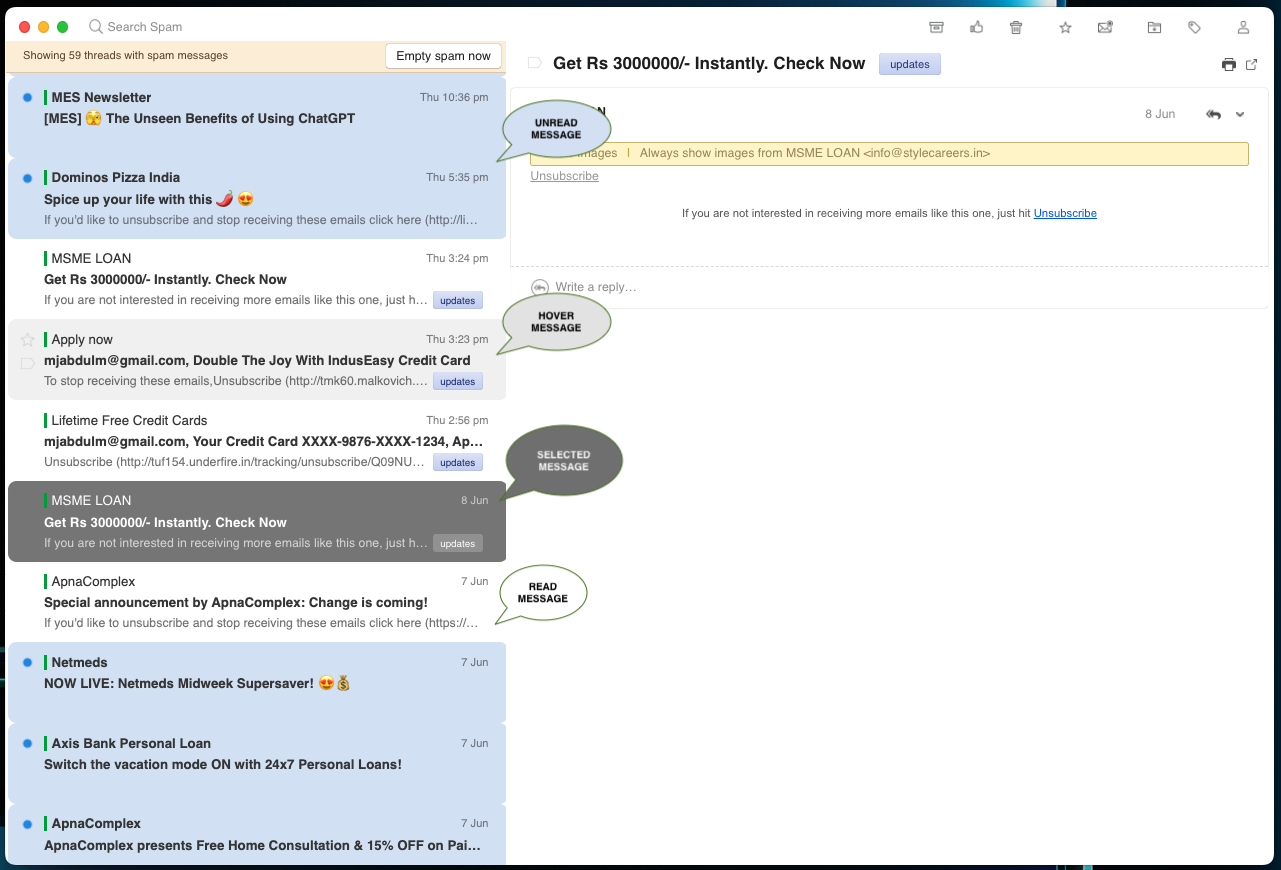 Search Spam
Showing 59 threads with spam messages
Empty spam now
MES Newsletter
Thu 10:36 pm
[MES] 🫣 The Unseen Benefits of Using ChatGPT
Dominos Pizza India
Thu 5:35 pm
Spice up your life with this 🌶️ 😍
If you'd like to unsubscribe and stop receiving these emails click here (http://li…
MSME LOAN
Thu 3:24 pm
Get Rs 3000000/- Instantly. Check Now
If you are not interested in receiving more emails like this one, just h…
updates
Apply now
Thu 3:23 pm
mjabdulm@gmail.com, Double The Joy With IndusEasy Credit Card
To stop receiving these emails,Unsubscribe (http://tmk60.malkovich.…
updates
Lifetime Free Credit Cards
Thu 2:56 pm
mjabdulm@gmail.com, Your Credit Card XXXX-9876-XXXX-1234, Ap…
Unsubscribe (http://tuf154.underfire.in/tracking/unsubscribe/Q09NU…
updates
MSME LOAN
8 Jun
Get Rs 3000000/- Instantly. Check Now
If you are not interested in receiving more emails like this one, just h…
updates
ApnaComplex
7 Jun
Special announcement by ApnaComplex: Change is coming!
If you'd like to unsubscribe and stop receiving these emails click here (https://…
Netmeds
7 Jun
NOW LIVE: Netmeds Midweek Supersaver! 😍💰
Axis Bank Personal Loan
7 Jun
Switch the vacation mode ON with 24x7 Personal Loans!
ApnaComplex
7 Jun
ApnaComplex presents Free Home Consultation & 15% OFF on Pai…
UNREAD
MESSAGE
HOVER
MESSAGE
SELECTED
MESSAGE
READ
MESSAGE
Get Rs 3000000/- Instantly. Check Now
updates
8 Jun
Always show images from MSME LOAN <info@stylecareers.in>
Unsubscribe
If you are not interested in receiving more emails like this one, just hit Unsubscribe
Write a reply…